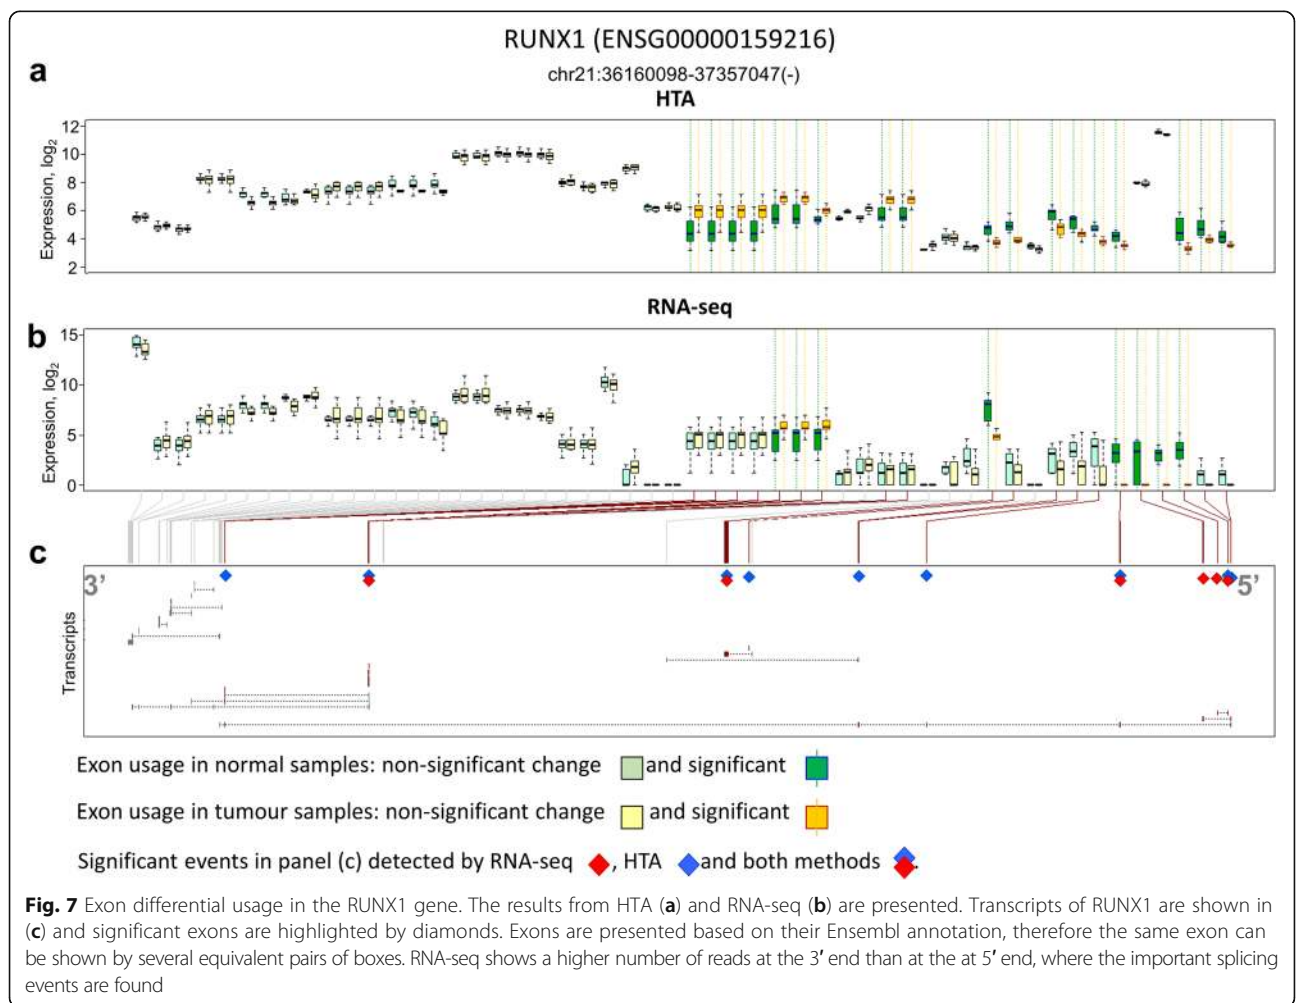 RUNX1 (ENSG00000159216)
chr21:36160098-37357047(-)
a
HTA
Expression, log2
12
10
8
6
4
2
RNA-seq
b
Expression, log2
15
10
5
0
c
3’
5’
Transcripts
Exon usage in normal samples: non-significant change and significant
Exon usage in tumour samples: non-significant change and significant
Significant events in panel (c) detected by RNA-seq , HTA and both methods .
Fig. 7 Exon differential usage in the RUNX1 gene. The results from HTA (a) and RNA-seq (b) are presented. Transcripts of RUNX1 are shown in
(c) and significant exons are highlighted by diamonds. Exons are presented based on their Ensembl annotation, therefore the same exon can
be shown by several equivalent pairs of boxes. RNA-seq shows a higher number of reads at the 3′ end than at the at 5′ end, where the important splicing
events are found